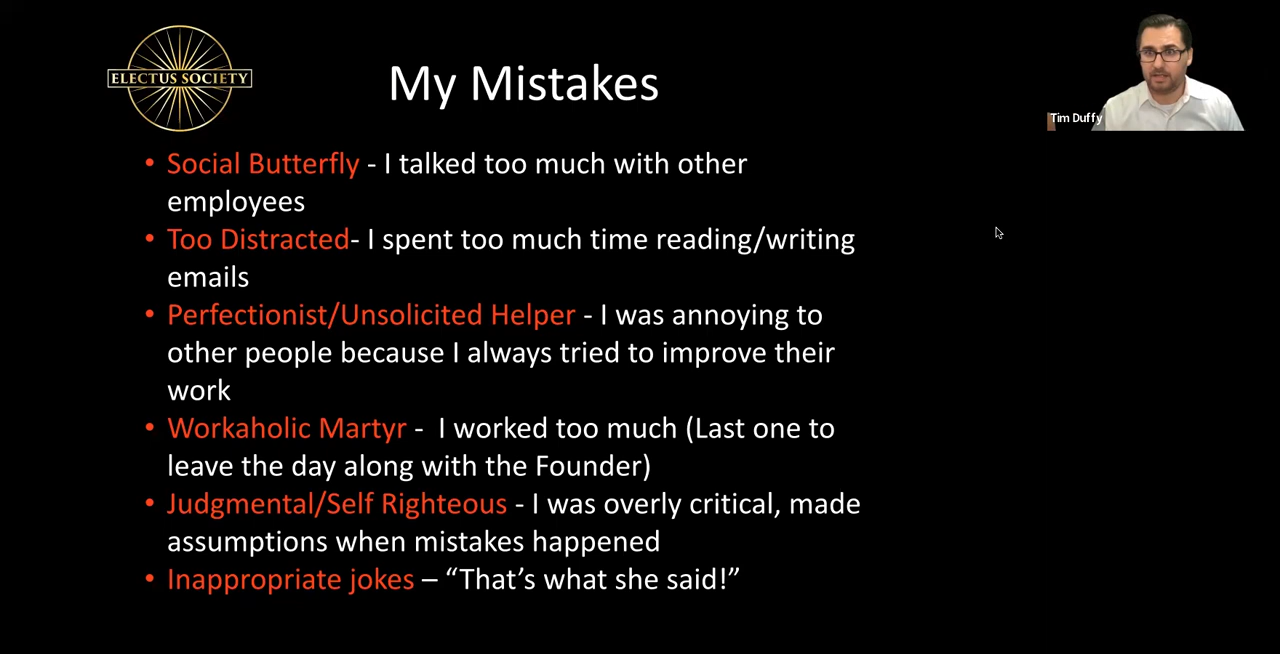 ELECTUS SOCIETY
My Mistakes
Tim Duffy
• Social Butterfly - I talked too much with other
employees
• Too Distracted- I spent too much time reading/writing
emails
• Perfectionist/Unsolicited Helper - I was annoying to
other people because I always tried to improve their
work
• Workaholic Martyr -  I worked too much (Last one to
leave the day along with the Founder)
• Judgmental/Self Righteous - I was overly critical, made
assumptions when mistakes happened
• Inappropriate jokes – “That’s what she said!”